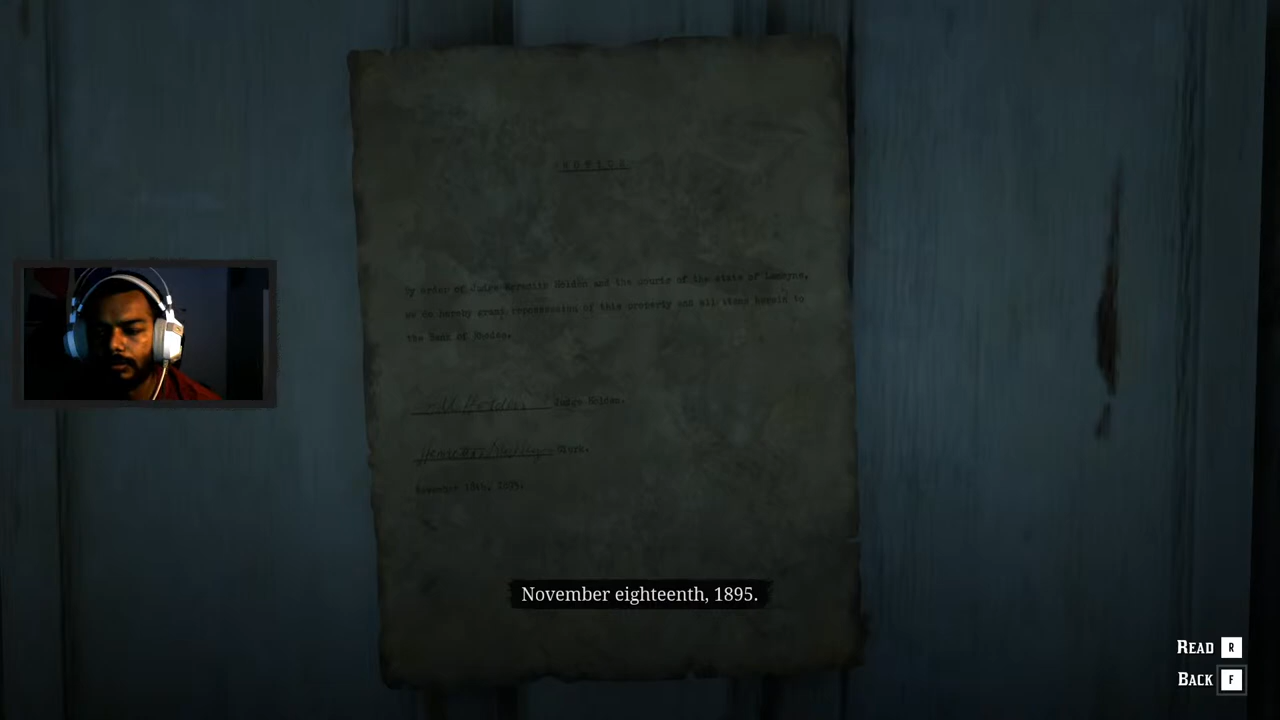 NOTICE
By order of Judge Holden and the courts of the state of Lemoyne,
we do hereby grant repossession of this property and all items herein to
the Bank of Rhodes.
Judge Holden.
Clerk.
November 18th, 1895.
November eighteenth, 1895.
READ R
BACK F